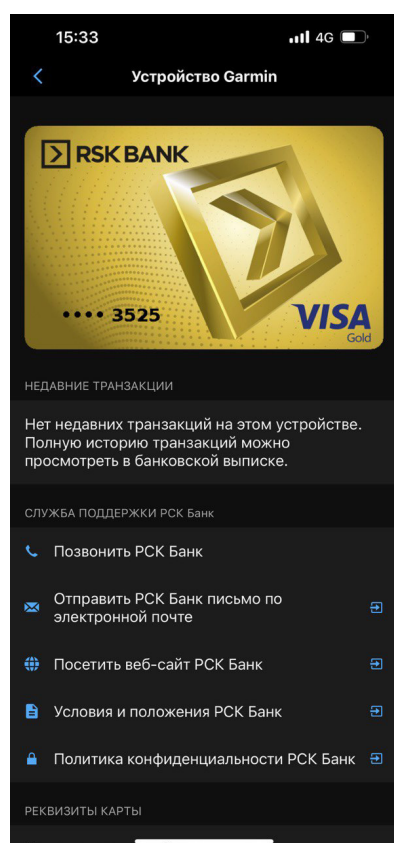 15:33
4G
Устройство Garmin
RSK BANK
•••• 3525
VISA
Gold
НЕДАВНИЕ ТРАНЗАКЦИИ
Нет недавних транзакций на этом устройстве.
Полную историю транзакций можно
просмотреть в банковской выписке.
СЛУЖБА ПОДДЕРЖКИ РСК Банк
Позвонить РСК Банк
Отправить РСК Банк письмо по
электронной почте
Посетить веб-сайт РСК Банк
Условия и положения РСК Банк
Политика конфиденциальности РСК Банк
РЕКВИЗИТЫ КАРТЫ